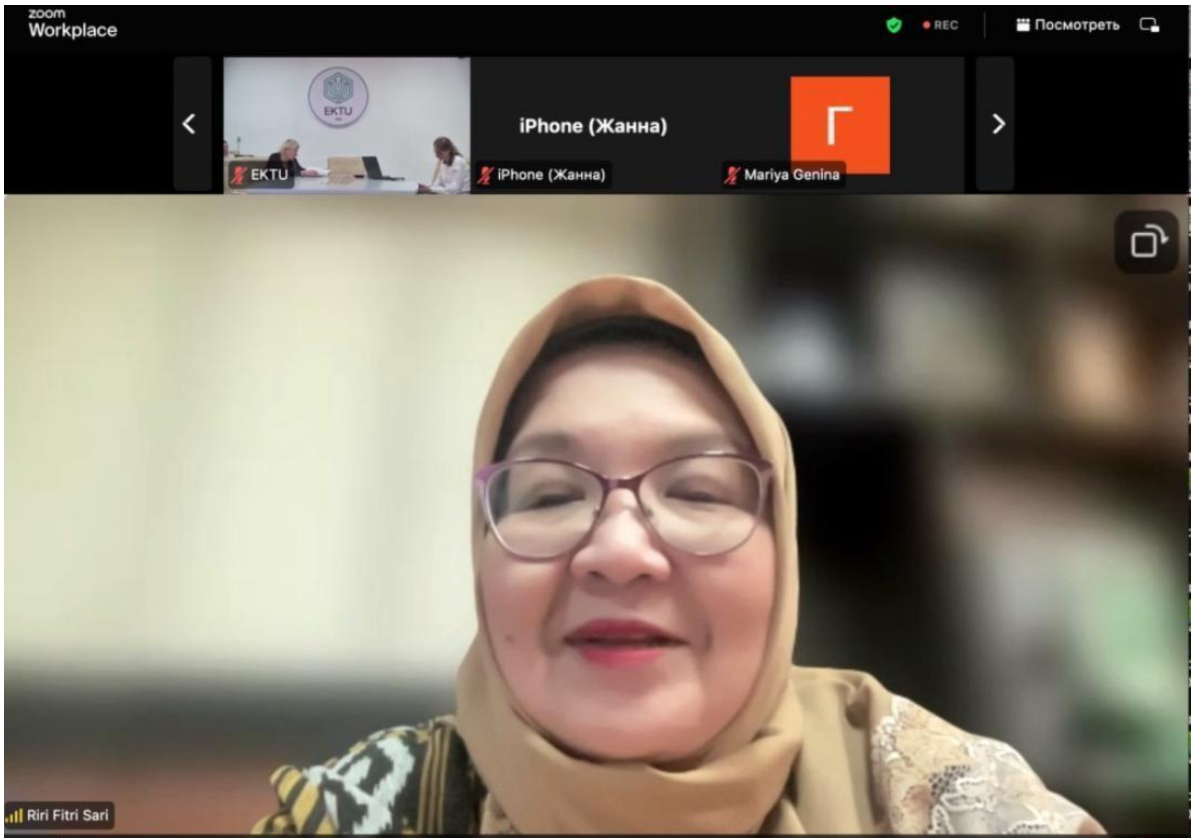 zoom
Workplace
REC
Посмотреть
EKTU
EKTU
iPhone (Жанна)
iPhone (Жанна)
Г
Mariya Genina
Riri Fitri Sari